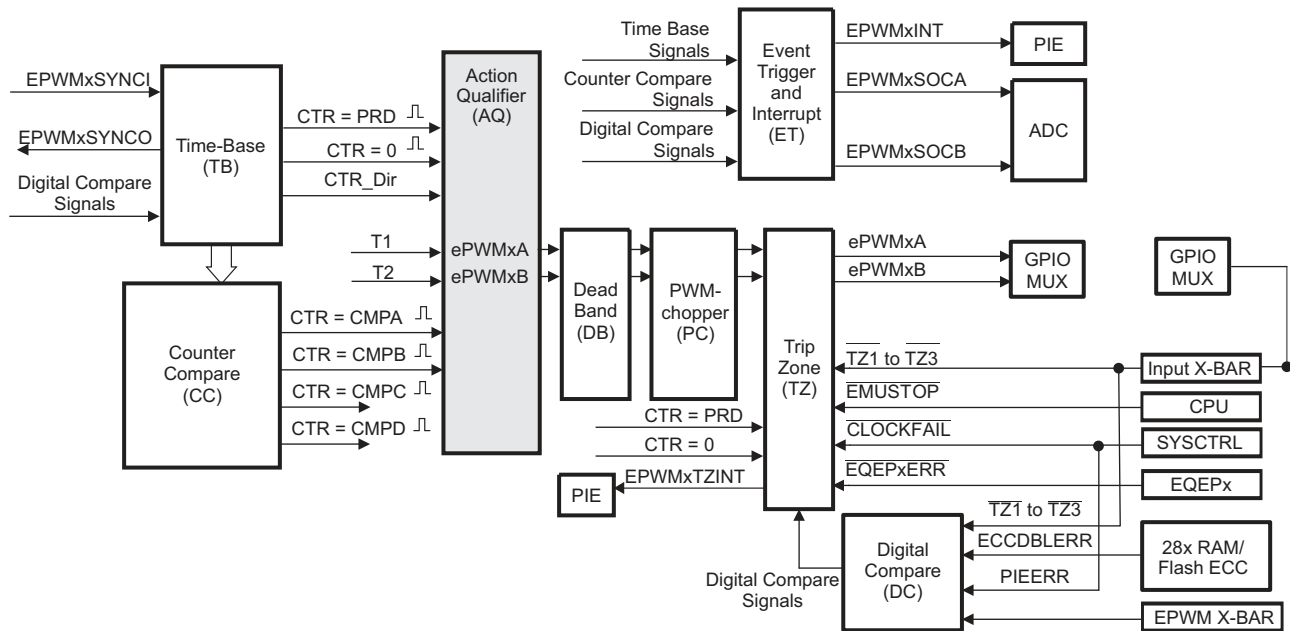 EPWMxSYNCI
EPWMxSYNCO
Digital Compare
Signals
Time-Base
(TB)
CTR = PRD
CTR = 0
CTR_Dir
Action
Qualifier
(AQ)
T1
T2
ePWMxA
ePWMxB
Counter
Compare
(CC)
CTR = CMPA
CTR = CMPB
CTR = CMPC
CTR = CMPD
Time Base
Signals
Counter Compare
Signals
Digital Compare
Signals
Event
Trigger
and
Interrupt
(ET)
EPWMxINT
EPWMxSOCA
EPWMxSOCB
PIE
ADC
Dead
Band
(DB)
PWM-
chopper
(PC)
Trip
Zone
(TZ)
ePWMxA
ePWMxB
GPIO
MUX
GPIO
MUX
TZ1 to TZ3
EMUSTOP
CLOCKFAIL
EQEPxERR
Input X-BAR
CPU
SYSCTRL
EQEPx
CTR = PRD
CTR = 0
EPWMxTZINT
PIE
Digital Compare
Signals
Digital
Compare
(DC)
TZ1 to TZ3
ECCDBLERR
PIEERR
28x RAM/
Flash ECC
EPWM X-BAR